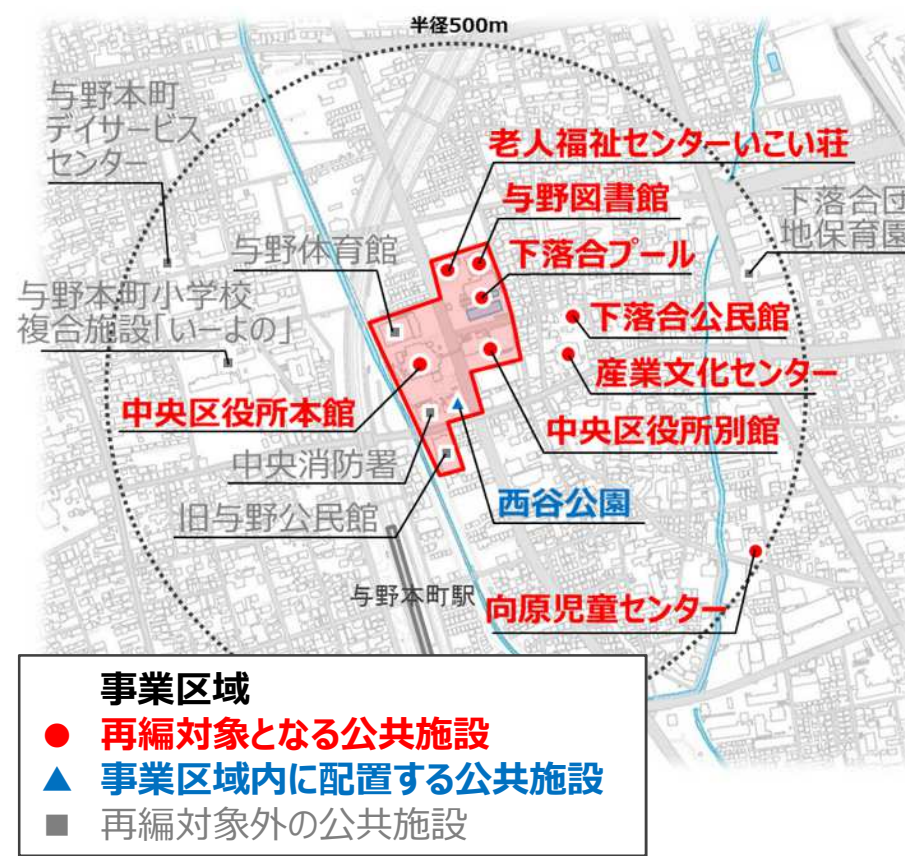 半径500m
与野本町
デイサービス
センター
老人福祉センターいこい荘
与野図書館
下落合団
地保育園
与野体育館
下落合プール
与野本町小学校
複合施設「いーよの」
下落合公民館
産業文化センター
中央区役所本館
中央区役所別館
中央消防署
旧与野公民館
西谷公園
与野本町駅
向原児童センター
事業区域
● 再編対象となる公共施設
▲ 事業区域内に配置する公共施設
■ 再編対象外の公共施設